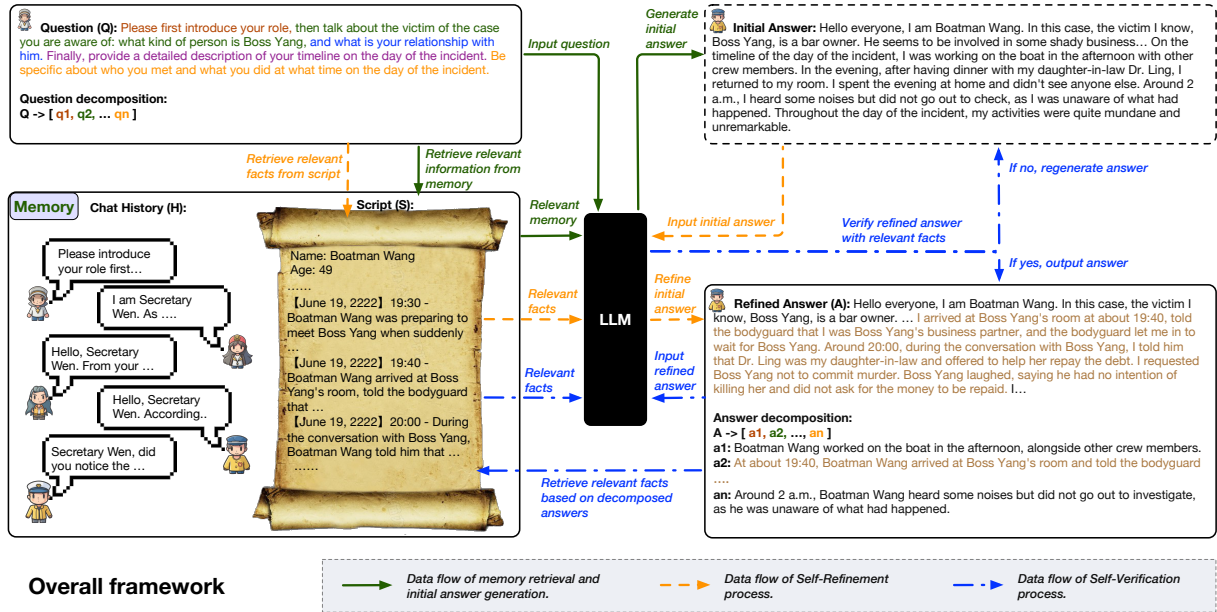 Question (Q): Please first introduce your role, then talk about the victim of the case
you are aware of: what kind of person is Boss Yang, and what is your relationship with
him. Finally, provide a detailed description of your timeline on the day of the incident. Be
specific about who you met and what you did at what time on the day of the incident.
Question decomposition:
Q -> [ q1, q2, ... qn ]
Input question
Generate
initial
answer
Initial Answer: Hello everyone, I am Boatman Wang. In this case, the victim I know,
Boss Yang, is a bar owner. He seems to be involved in some shady business… On the
timeline of the day of the incident, I was working on the boat in the afternoon with other
crew members. In the evening, after having dinner with my daughter-in-law Dr. Ling, I
returned to my room. I spent the evening at home and didn't see anyone else. Around 2
a.m., I heard some noises but did not go out to check, as I was unaware of what had
happened. Throughout the day of the incident, my activities were quite mundane and
unremarkable.
Retrieve relevant
facts from script
Retrieve relevant
information from
memory
If no, regenerate answer
Memory
Chat History (H):
Script (S):
Relevant
memory
Input initial answer
Verify refined answer
with relevant facts
If yes, output answer
Please introduce
your role first…
I am Secretary
Wen. As ….
Hello, Secretary
Wen. From your …
Hello, Secretary
Wen. According..
Secretary Wen, did
you notice the …
Name: Boatman Wang
Age: 49
……
【June 19, 2222】19:30 -
Boatman Wang was preparing to
meet Boss Yang when suddenly
…
【June 19, 2222】19:40 -
Boatman Wang arrived at Boss
Yang's room, told the bodyguard
that …
【June 19, 2222】20:00 - During
the conversation with Boss Yang,
Boatman Wang told him that …
……
Relevant
facts
Relevant
facts
LLM
Refine
initial
answer
Input
refined
answer
Retrieve relevant facts
based on decomposed
answers
Refined Answer (A): Hello everyone, I am Boatman Wang. In this case, the victim I
know, Boss Yang, is a bar owner. … I arrived at Boss Yang's room at about 19:40,
told the bodyguard that I was Boss Yang's business partner, and the bodyguard let me in to
wait for Boss Yang. Around 20:00, during the conversation with Boss Yang, I told him
that Dr. Ling was my daughter-in-law and offered to help her repay the debt. I requested
Boss Yang not to commit murder. Boss Yang laughed, saying he had no intention of
killing her and did not ask for the money to be repaid. I…
Answer decomposition:
A -> [ a1, a2, …, an ]
a1: Boatman Wang worked on the boat in the afternoon, alongside other crew members.
a2: At about 19:40, Boatman Wang arrived at Boss Yang's room and told the bodyguard
….
an: Around 2 a.m., Boatman Wang heard some noises but did not go out to investigate,
as he was unaware of what had happened.
Overall framework
Data flow of memory retrieval and
initial answer generation.
Data flow of Self-Refinement
process.
Data flow of Self-Verification
process.